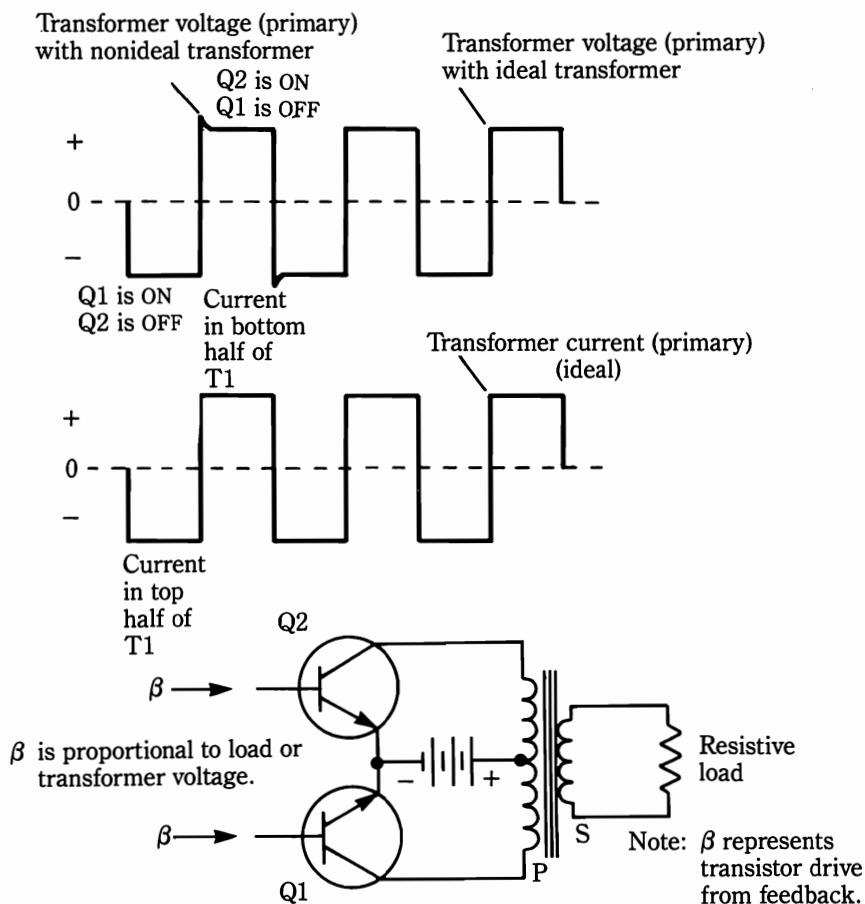 Transformer voltage (primary)
with nonideal transformer
Q2 is ON
Q1 is OFF
Transformer voltage (primary)
with ideal transformer
+
0
−
Q1 is ON
Q2 is OFF
Current
in bottom
half of
T1
Transformer current (primary)
(ideal)
+
0
−
Current
in top
half of
T1
Q2
β
β is proportional to load or
transformer voltage.
− +
Resistive
load
β
S
P
Q1
Note: β represents
transistor drive
from feedback.